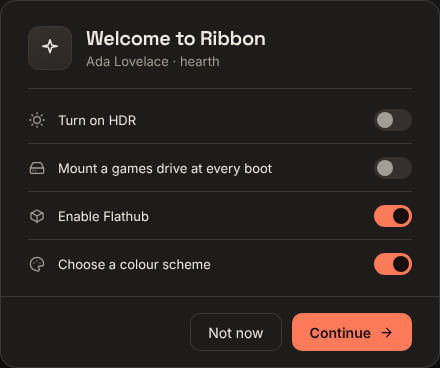 Welcome to Ribbon
Ada Lovelace · hearth
Turn on HDR
Mount a games drive at every boot
Enable Flathub
Choose a colour scheme
Not now
Continue →